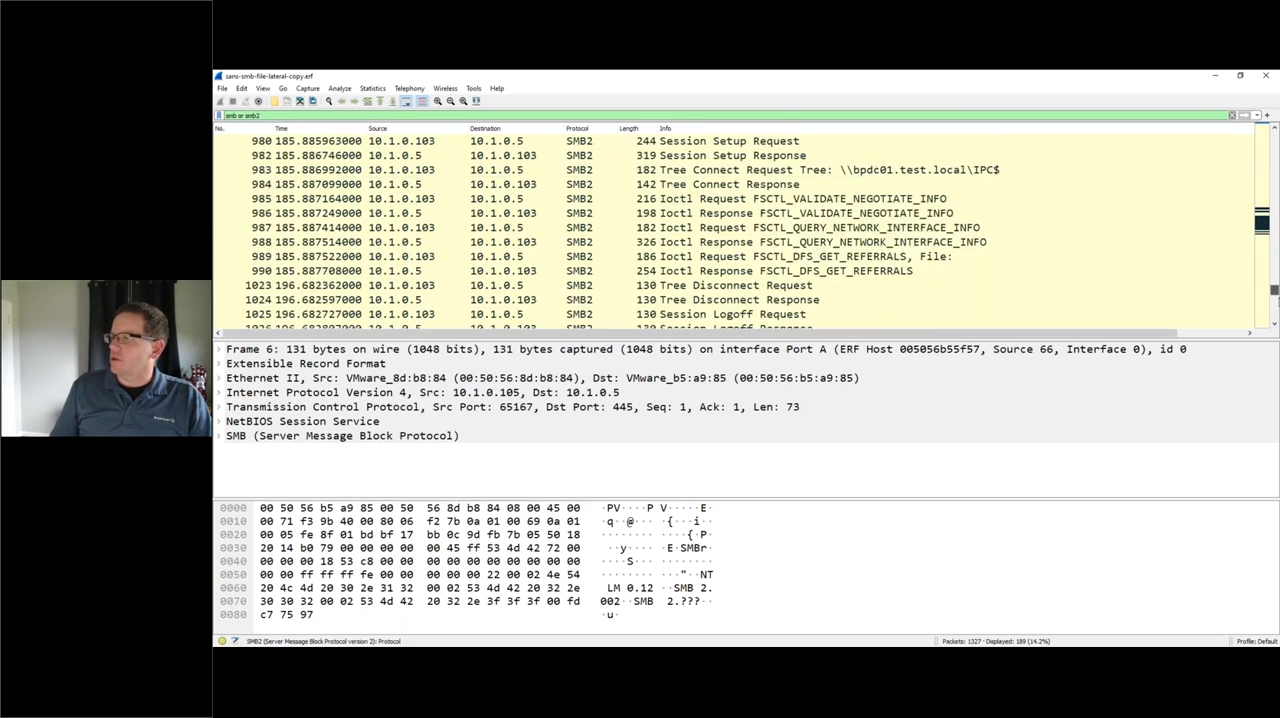 sans-smb-file-lateral-copy.erf
File Edit View Go Capture Analyze Statistics Telephony Wireless Tools Help
smb or smb2
No. Time Source Destination Protocol Length Info
980 185.885963000 10.1.0.103 10.1.0.5 SMB2 244 Session Setup Request
982 185.886746000 10.1.0.5 10.1.0.103 SMB2 319 Session Setup Response
983 185.886992000 10.1.0.103 10.1.0.5 SMB2 182 Tree Connect Request Tree: \\bpdc01.test.local\IPC$
984 185.887099000 10.1.0.5 10.1.0.103 SMB2 142 Tree Connect Response
985 185.887164000 10.1.0.103 10.1.0.5 SMB2 216 Ioctl Request FSCTL_VALIDATE_NEGOTIATE_INFO
986 185.887249000 10.1.0.5 10.1.0.103 SMB2 198 Ioctl Response FSCTL_VALIDATE_NEGOTIATE_INFO
987 185.887414000 10.1.0.103 10.1.0.5 SMB2 182 Ioctl Request FSCTL_QUERY_NETWORK_INTERFACE_INFO
988 185.887514000 10.1.0.5 10.1.0.103 SMB2 326 Ioctl Response FSCTL_QUERY_NETWORK_INTERFACE_INFO
989 185.887522000 10.1.0.103 10.1.0.5 SMB2 186 Ioctl Request FSCTL_DFS_GET_REFERRALS, File:
990 185.887708000 10.1.0.5 10.1.0.103 SMB2 254 Ioctl Response FSCTL_DFS_GET_REFERRALS
1023 196.682362000 10.1.0.103 10.1.0.5 SMB2 130 Tree Disconnect Request
1024 196.682597000 10.1.0.5 10.1.0.103 SMB2 130 Tree Disconnect Response
1025 196.682727000 10.1.0.103 10.1.0.5 SMB2 130 Session Logoff Request
Frame 6: 131 bytes on wire (1048 bits), 131 bytes captured (1048 bits) on interface Port A (ERF Host 005056b55f57, Source 66, Interface 0), id 0
Extensible Record Format
Ethernet II, Src: VMware_8d:b8:84 (00:50:56:8d:b8:84), Dst: VMware_b5:a9:85 (00:50:56:b5:a9:85)
Internet Protocol Version 4, Src: 10.1.0.105, Dst: 10.1.0.5
Transmission Control Protocol, Src Port: 65167, Dst Port: 445, Seq: 1, Ack: 1, Len: 73
NetBIOS Session Service
SMB (Server Message Block Protocol)
0000 00 50 56 b5 a9 85 00 50 56 8d b8 84 08 00 45 00 ·PV····P V·····E·
0010 00 71 f3 9b 40 00 80 06 f2 7b 0a 01 00 69 0a 01 ·q··@··· ·{···i··
0020 00 05 fe 8f 01 bd bf 17 bb 0c 9d fb 7b 05 50 18 ········ ····{·P·
0030 20 14 b0 79 00 00 00 00 00 45 ff 53 4d 42 72 00 ··y···· ·E·SMBr·
0040 00 00 00 18 53 c8 00 00 00 00 00 00 00 00 00 00 ····S··· ········
0050 00 00 ff ff ff fe 00 00 00 00 00 22 00 02 4e 54 ········ ···"··NT
0060 20 4c 4d 20 30 2e 31 32 00 02 53 4d 42 20 32 2e LM 0.12 ··SMB 2.
0070 30 30 32 00 02 53 4d 42 20 32 2e 3f 3f 3f 00 fd 002··SMB 2.???··
0080 c7 75 97 ·u·
SMB2 (Server Message Block Protocol version 2): Protocol
Packets: 1327 · Displayed: 189 (14.2%)
Profile: Default